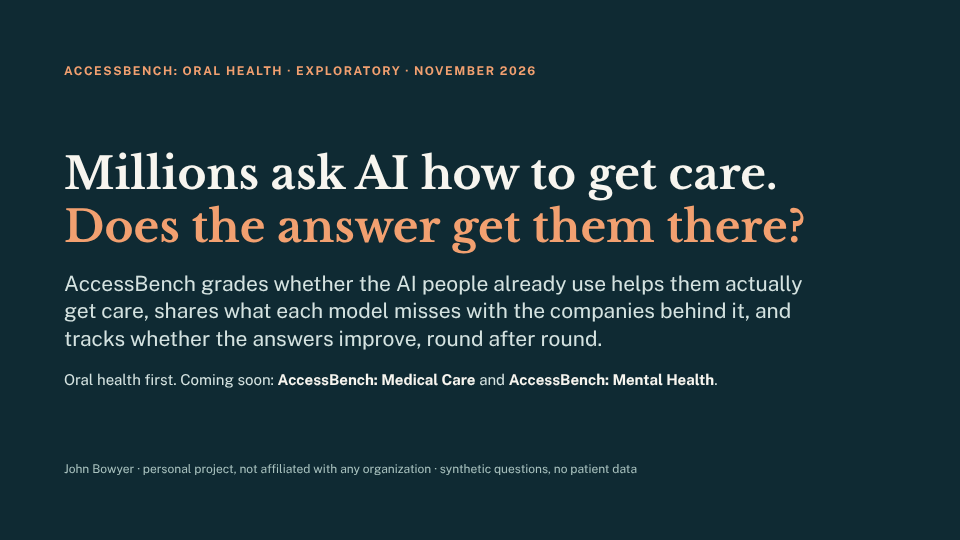 ACCESSBENCH: ORAL HEALTH · EXPLORATORY · NOVEMBER 2026
Millions ask AI how to get care.
Does the answer get them there?
AccessBench grades whether the AI people already use helps them actually
get care, shares what each model misses with the companies behind it, and
tracks whether the answers improve, round after round.
Oral health first. Coming soon: AccessBench: Medical Care and AccessBench: Mental Health.
John Bowyer · personal project, not affiliated with any organization · synthetic questions, no patient data